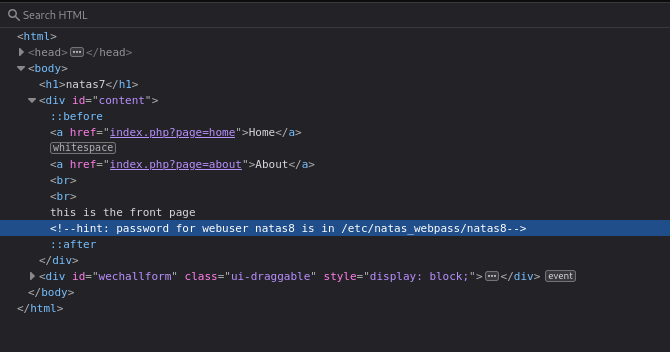 Search HTML
<html>
<head>⋯</head>
<body>
<h1>natas7</h1>
<div id="content">
::before
<a href="index.php?page=home">Home</a>
whitespace
<a href="index.php?page=about">About</a>
<br>
<br>
this is the front page
<!--hint: password for webuser natas8 is in /etc/natas_webpass/natas8-->
::after
</div>
<div id="wechallform" class="ui-draggable" style="display: block;">⋯</div> event
</body>
</html>